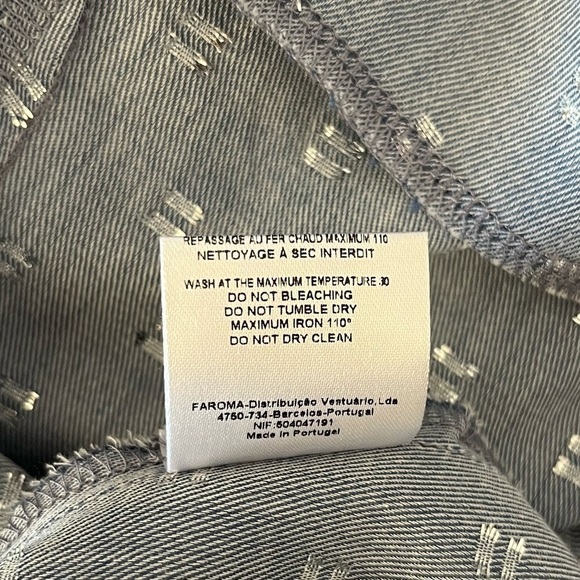 REPASSAGE AU FER CHAUD MAXIMUM 110
NETTOYAGE À SEC INTERDIT
WASH AT THE MAXIMUM TEMPERATURE 30
DO NOT BLEACHING
DO NOT TUMBLE DRY
MAXIMUM IRON 110°
DO NOT DRY CLEAN
FAROMA-Distribuição Ventuário,Lda
4750-734-Barcelos-Portugal
NIF:504047191
Made in Portugal